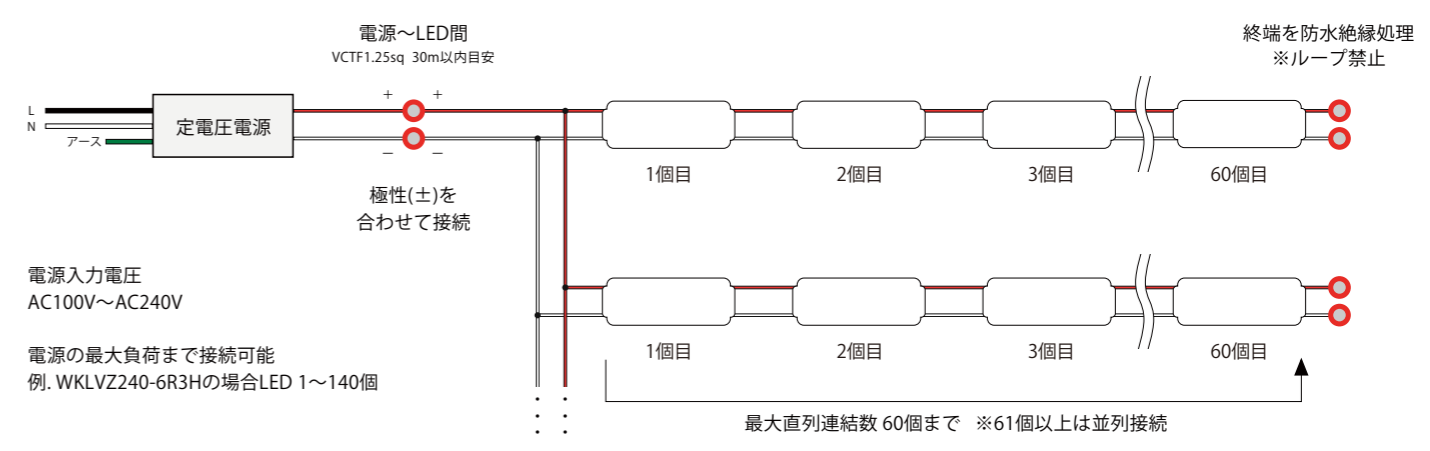 電源～LED間
VCTF1.25sq 30m以内目安
終端を防水絶縁処理
※ループ禁止
L
N
アース
定電圧電源
＋ ＋
− −
極性(±)を
合わせて接続
1個目 2個目 3個目 60個目
電源入力電圧
AC100V～AC240V
電源の最大負荷まで接続可能
例. WKLVZ240-6R3Hの場合LED 1～140個
1個目 2個目 3個目 60個目
最大直列連結数 60個まで ※61個以上は並列接続